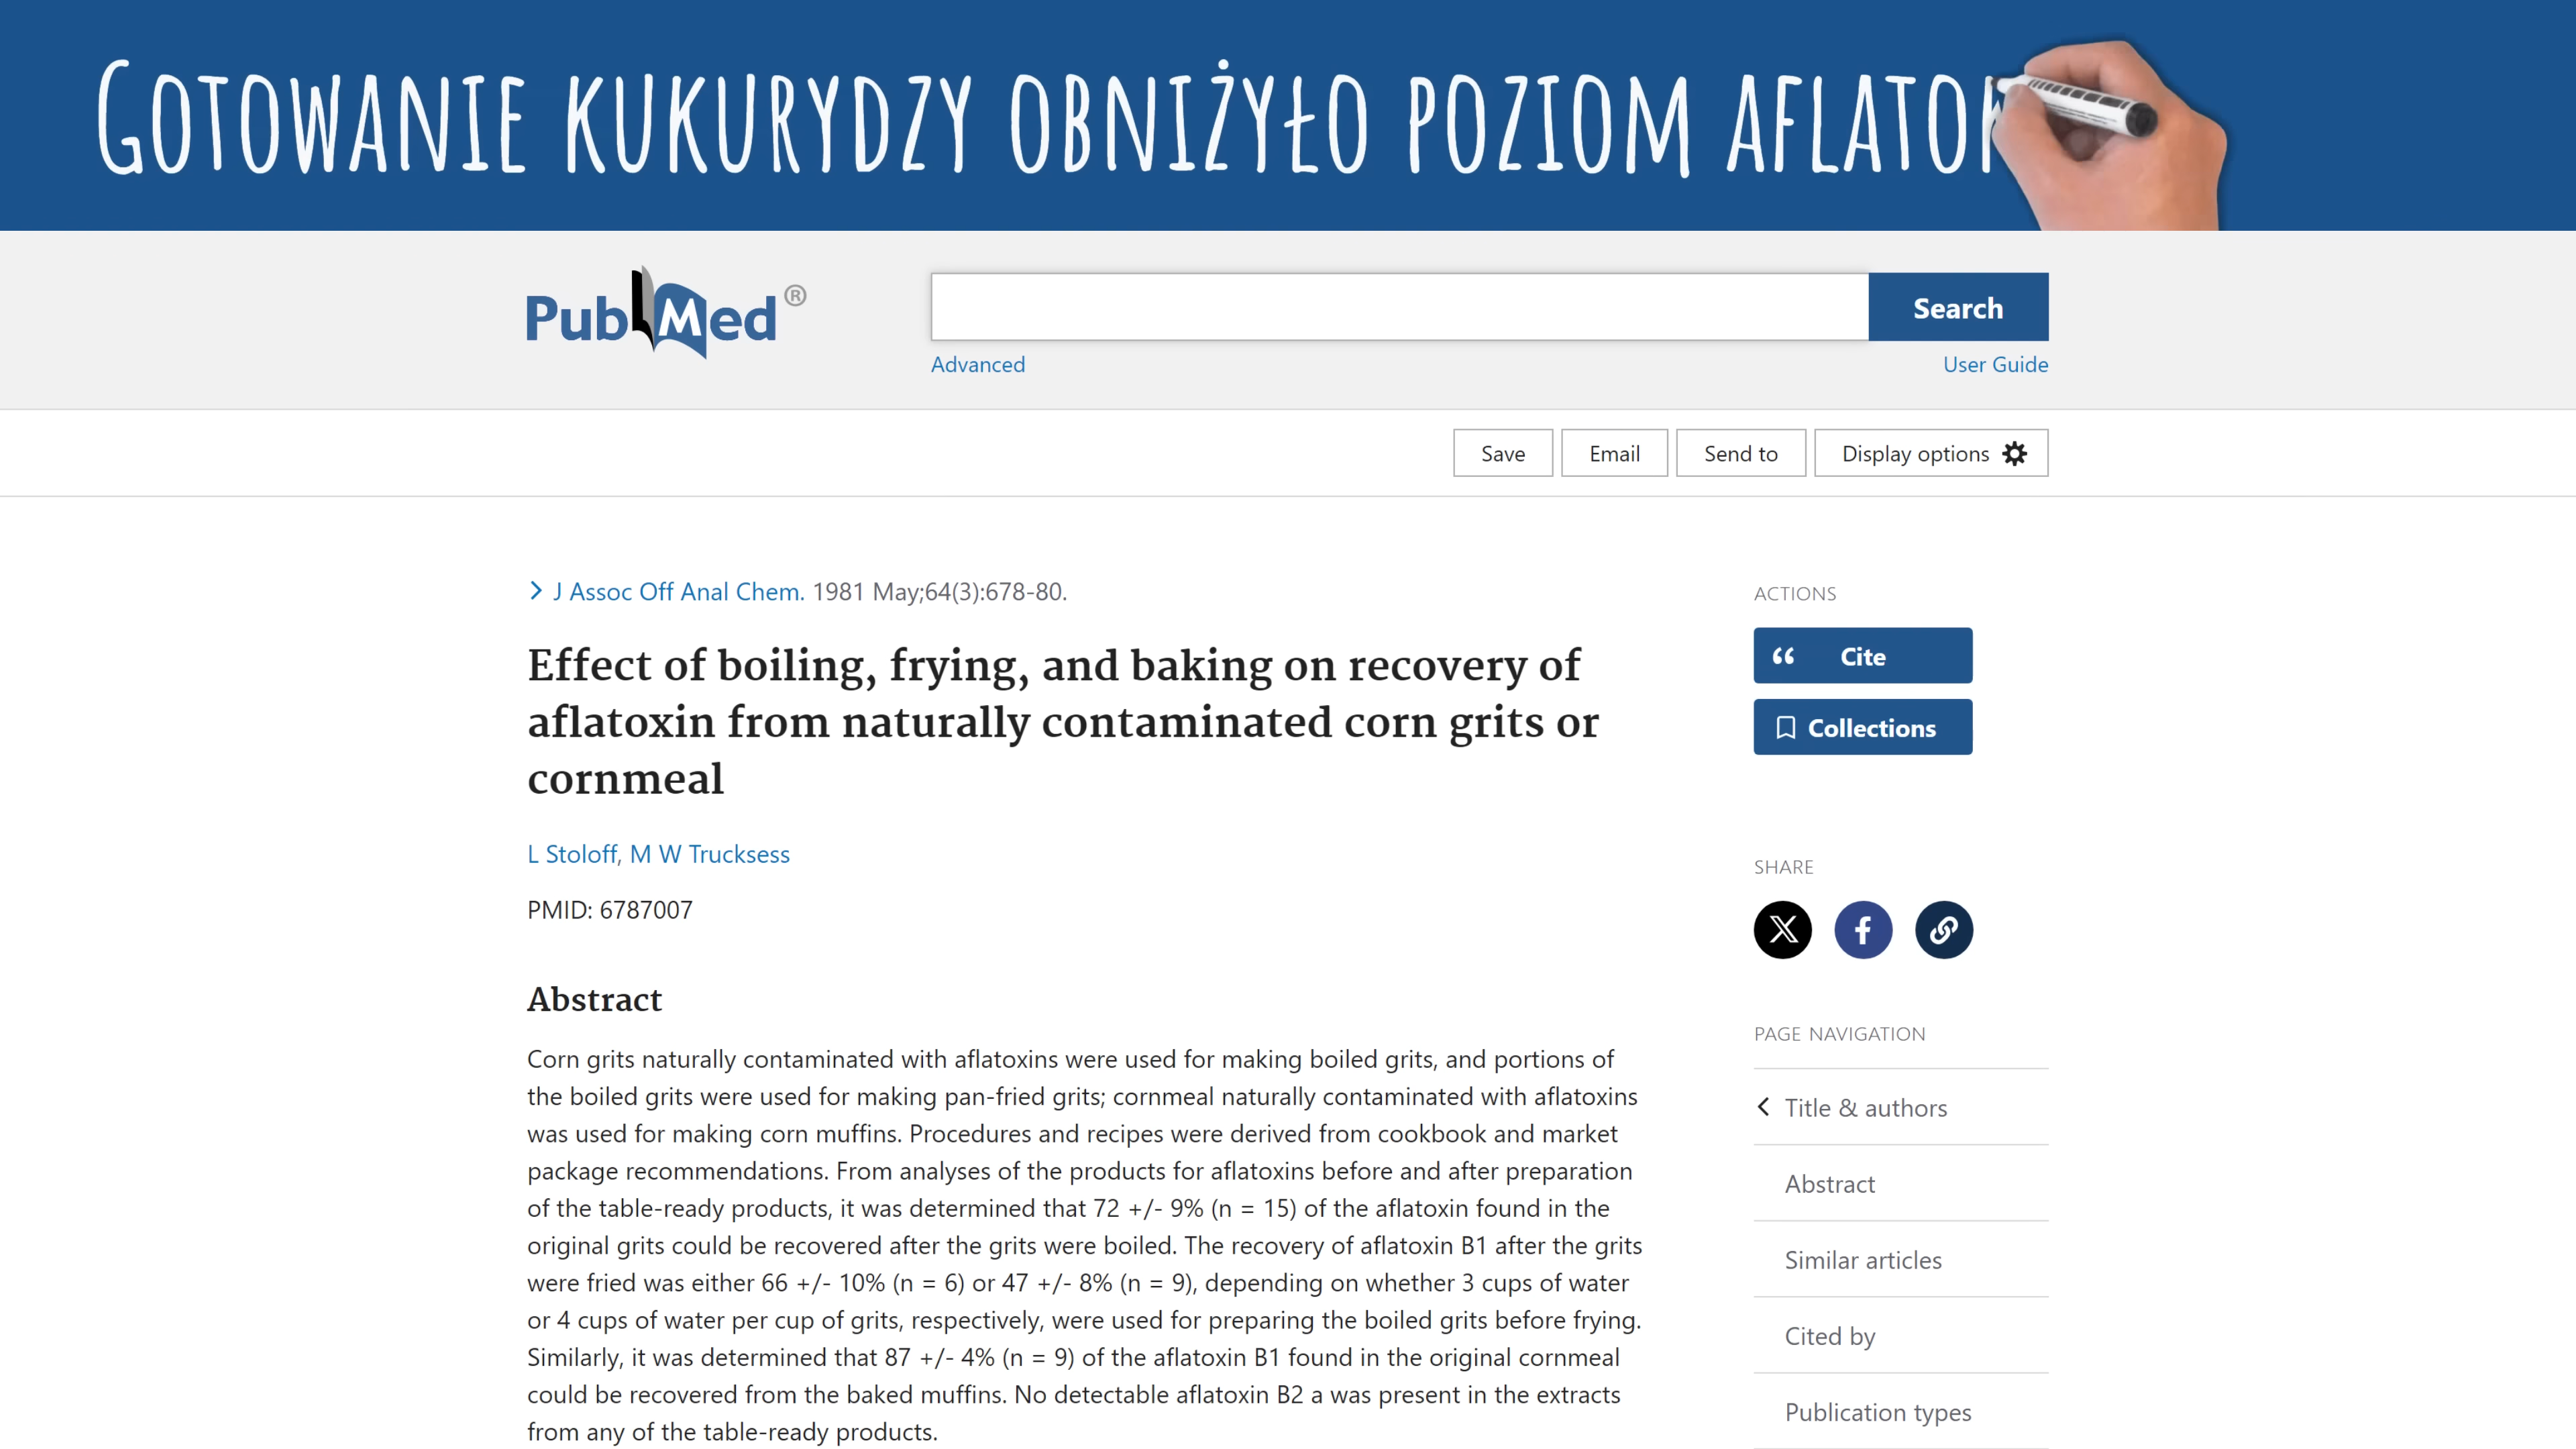 Gotowanie kukurydzy obniżyło poziom
PubMed®
Search
Advanced
User Guide
Save
Email
Send to
Display options
J Assoc Off Anal Chem. 1981 May;64(3):678-80.
Effect of boiling, frying, and baking on recovery of
aflatoxin from naturally contaminated corn grits or
cornmeal
L Stoloff, M W Trucksess
PMID: 6787007
Abstract
Corn grits naturally contaminated with aflatoxins were used for making boiled grits, and portions of
the boiled grits were used for making pan-fried grits; cornmeal naturally contaminated with aflatoxins
was used for making corn muffins. Procedures and recipes were derived from cookbook and market
package recommendations. From analyses of the products for aflatoxins before and after preparation
of the table-ready products, it was determined that 72 +/- 9% (n = 15) of the aflatoxin found in the
original grits could be recovered after the grits were boiled. The recovery of aflatoxin B1 after the grits
were fried was either 66 +/- 10% (n = 6) or 47 +/- 8% (n = 9), depending on whether 3 cups of water
or 4 cups of water per cup of grits, respectively, were used for preparing the boiled grits before frying.
Similarly, it was determined that 87 +/- 4% (n = 9) of the aflatoxin B1 found in the original cornmeal
could be recovered from the baked muffins. No detectable aflatoxin B2 a was present in the extracts
from any of the table-ready products.
ACTIONS
Cite
Collections
SHARE
PAGE NAVIGATION
Title & authors
Abstract
Similar articles
Cited by
Publication types